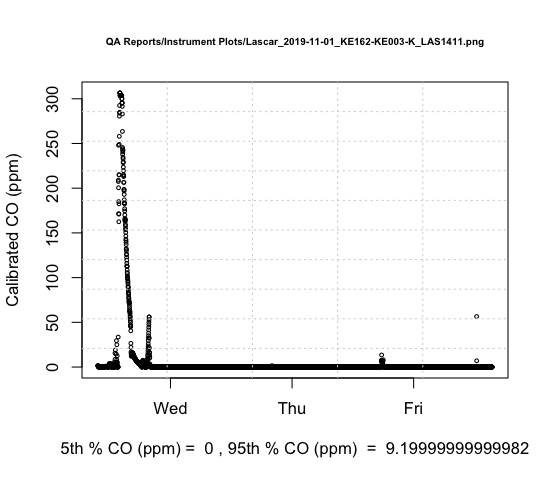 QA Reports/Instrument Plots/Lascar_2019-11-01_KE162-KE003-K_LAS1411.png
Calibrated CO (ppm)
300
250
200
150
100
50
0
Wed Thu Fri
5th % CO (ppm) = 0 , 95th % CO (ppm) = 9.19999999999982